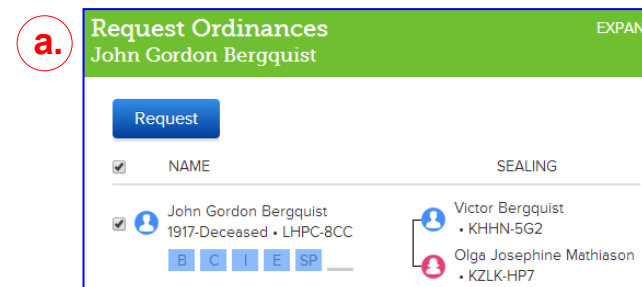 a.
Request Ordinances
EXPAN
John Gordon Bergquist
Request
NAME SEALING
John Gordon Bergquist
1917-Deceased • LHPC-8CC
B C I E SP
Victor Bergquist
• KHHN-5G2
Olga Josephine Mathiason
• KZLK-HP7